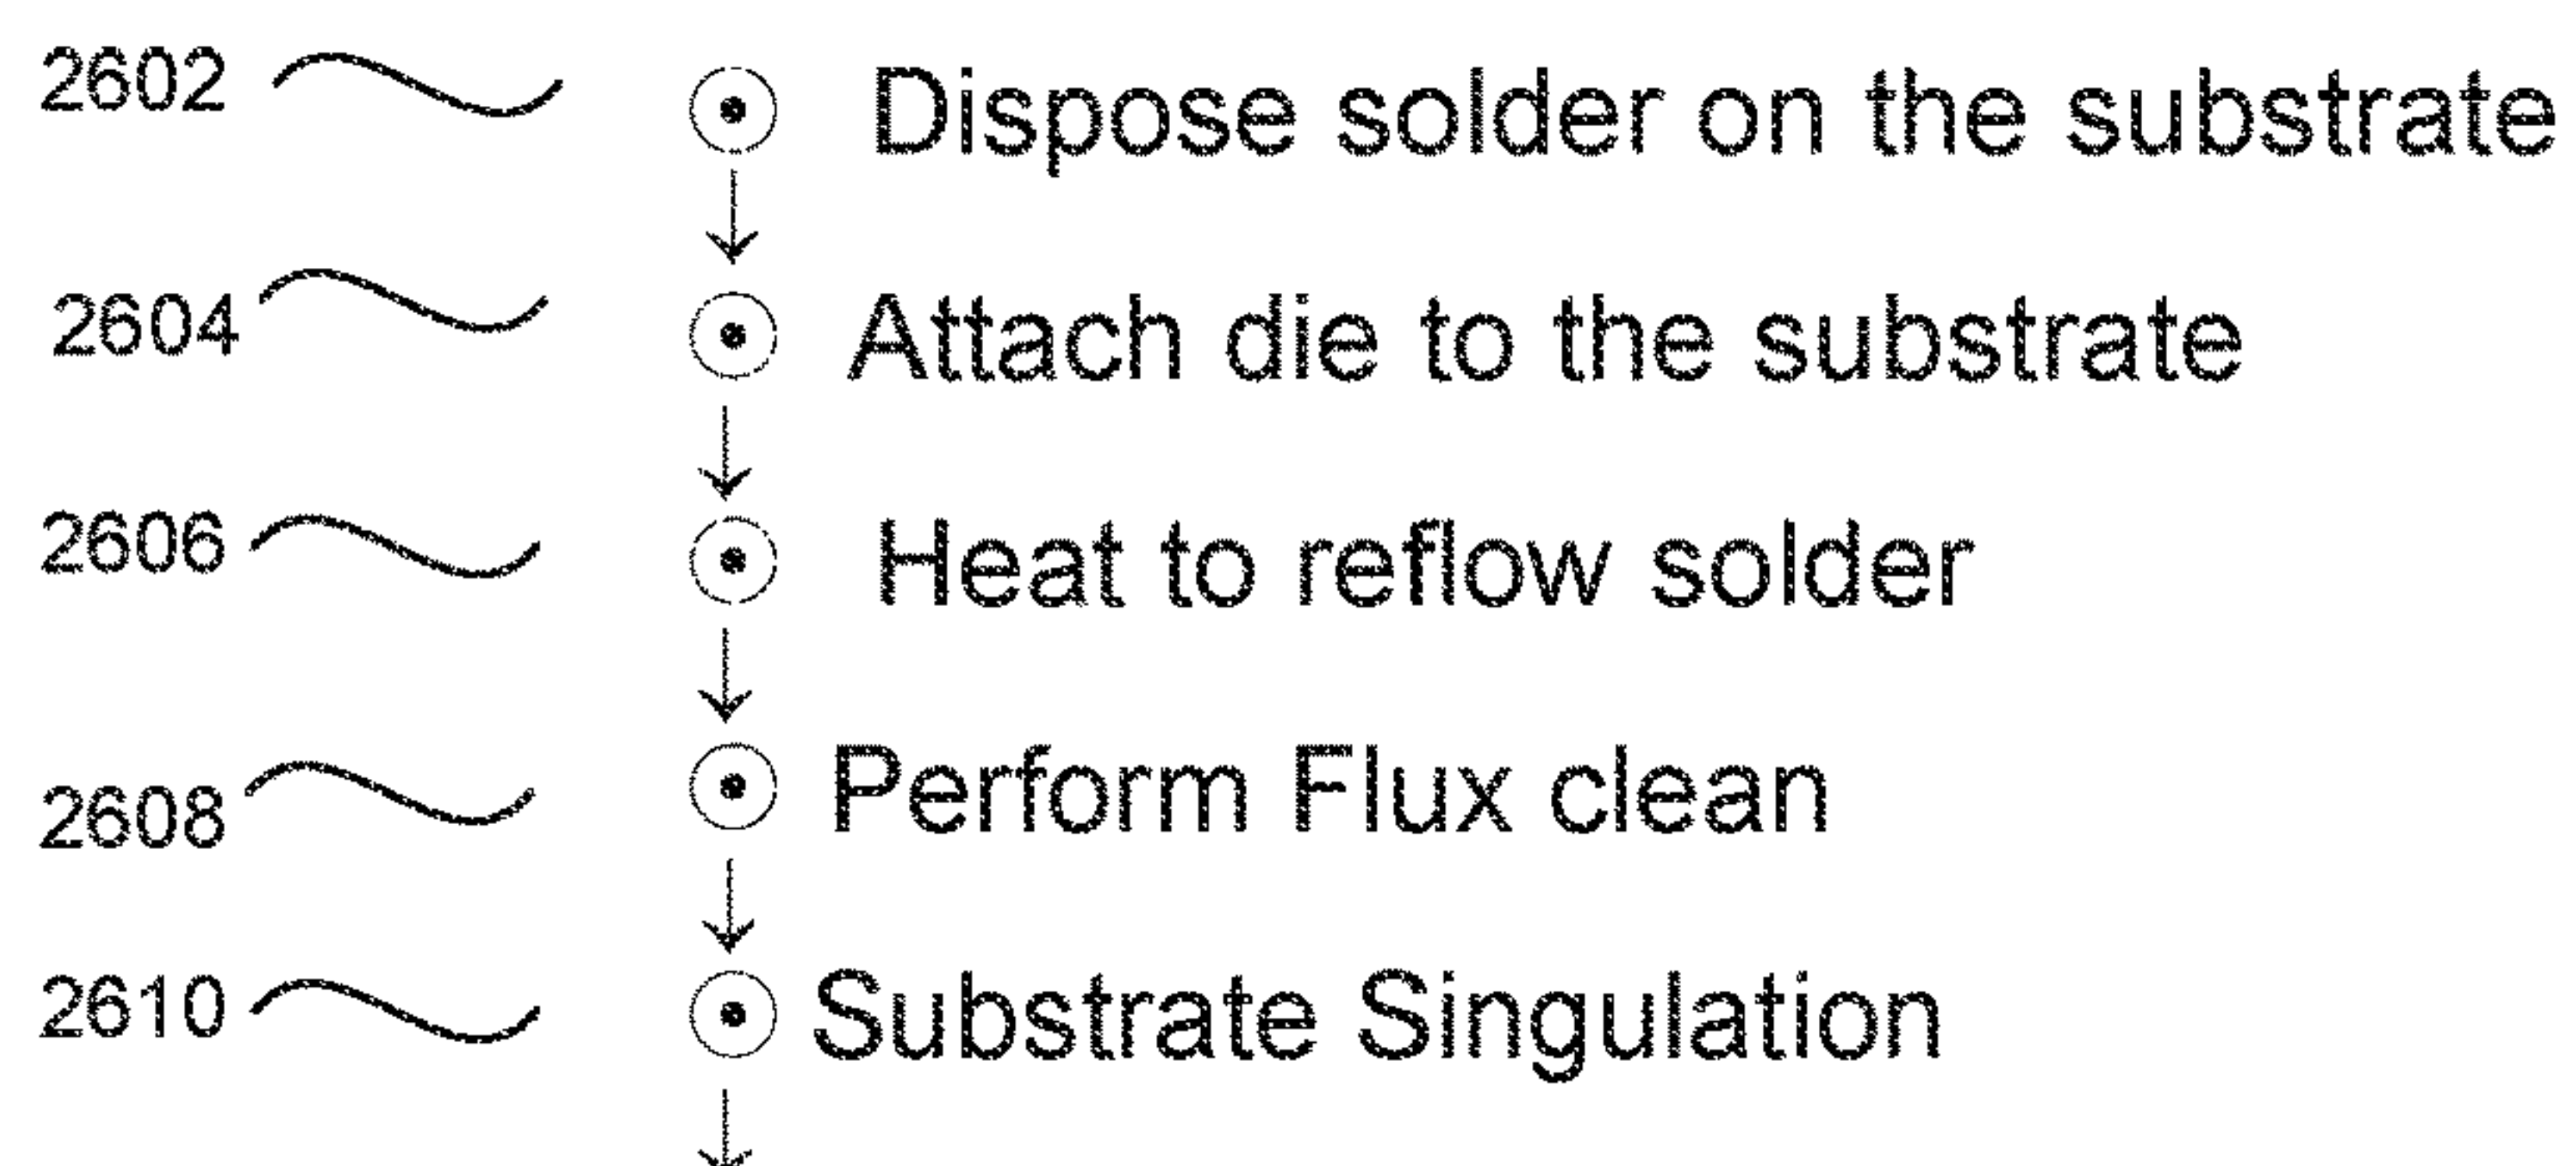 2602 Dispose solder on the substrate
2604 Attach die to the substrate
2606 Heat to reflow solder
2608 Perform Flux clean
2610 Substrate Singulation